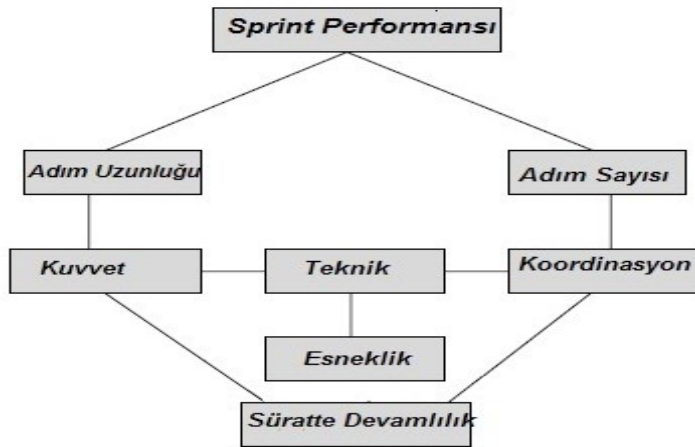 Sprint Performansı
Adım Uzunluğu
Adım Sayısı
Kuvvet
Teknik
Koordinasyon
Esneklik
Süratte Devamlılık